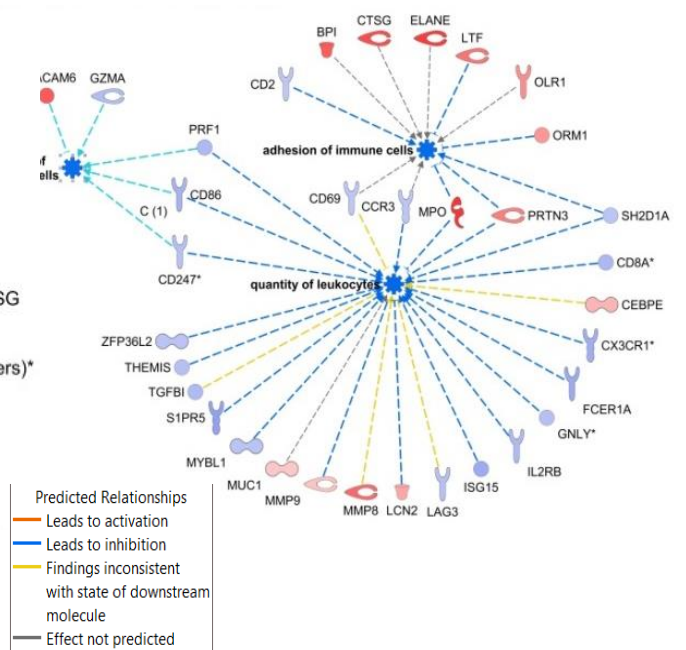 CTSG
ELANE
BPI
LTF
CAM6
GZMA
CD2
OLR1
PRF1
ORM1
adhesion of immune cells
of
ells
CD86
CD69
CCR3
MPO
PRTN3
SH2D1A
C (1)
CD247*
CD8A*
quantity of leukocytes
SG
CEBPE
ZFP36L2
CX3CR1*
ers)*
THEMIS
TGFBI
FCER1A
S1PR5
GNLY*
MYBL1
IL2RB
MUC1
ISG15
MMP9
MMP8
LCN2
LAG3
Predicted Relationships
Leads to activation
Leads to inhibition
Findings inconsistent
with state of downstream
molecule
Effect not predicted